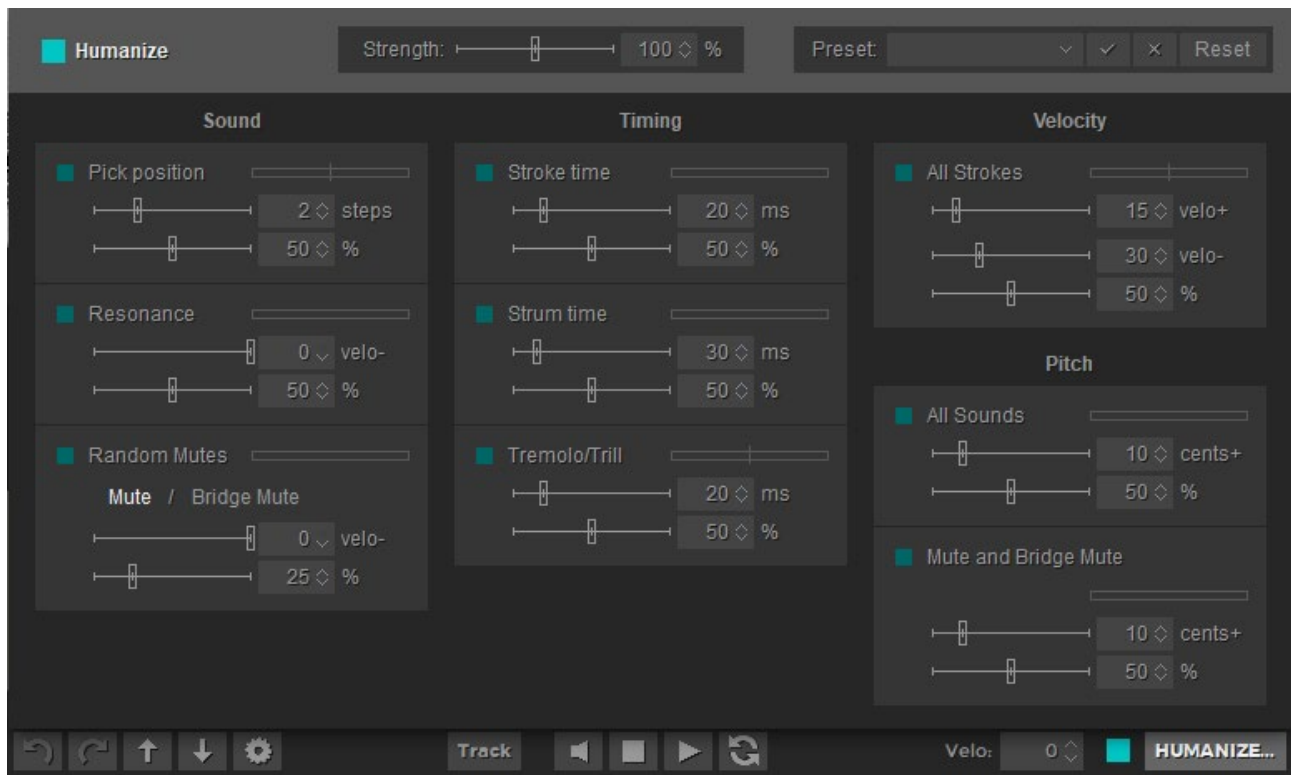 Humanize
Strength: 100 %
Preset: Reset
Sound
Pick position
2 steps
50 %
Resonance
0 velo-
50 %
Random Mutes
Mute / Bridge Mute
0 velo-
25 %
Timing
Stroke time
20 ms
50 %
Strum time
30 ms
50 %
Tremolo/Trill
20 ms
50 %
Velocity
All Strokes
15 velo+
30 velo-
50 %
Pitch
All Sounds
10 cents+
50 %
Mute and Bridge Mute
10 cents+
50 %
Track Velo: 0 HUMANIZE...